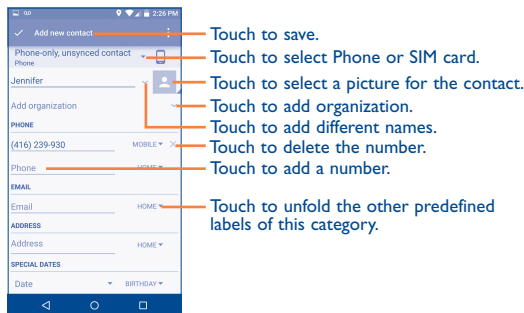 2:26 PM
Add new contact
Touch to save.
Phone-only, unsynced contact
Phone
Touch to select Phone or SIM card.
Jennifer
Touch to select a picture for the contact.
Add organization
Touch to add organization.
PHONE
Touch to add different names.
(416) 239-930
MOBILE
Touch to delete the number.
Phone
HOME
Touch to add a number.
EMAIL
Email
HOME
Touch to unfold the other predefined
labels of this category.
ADDRESS
Address
HOME
SPECIAL DATES
Date
BIRTHDAY